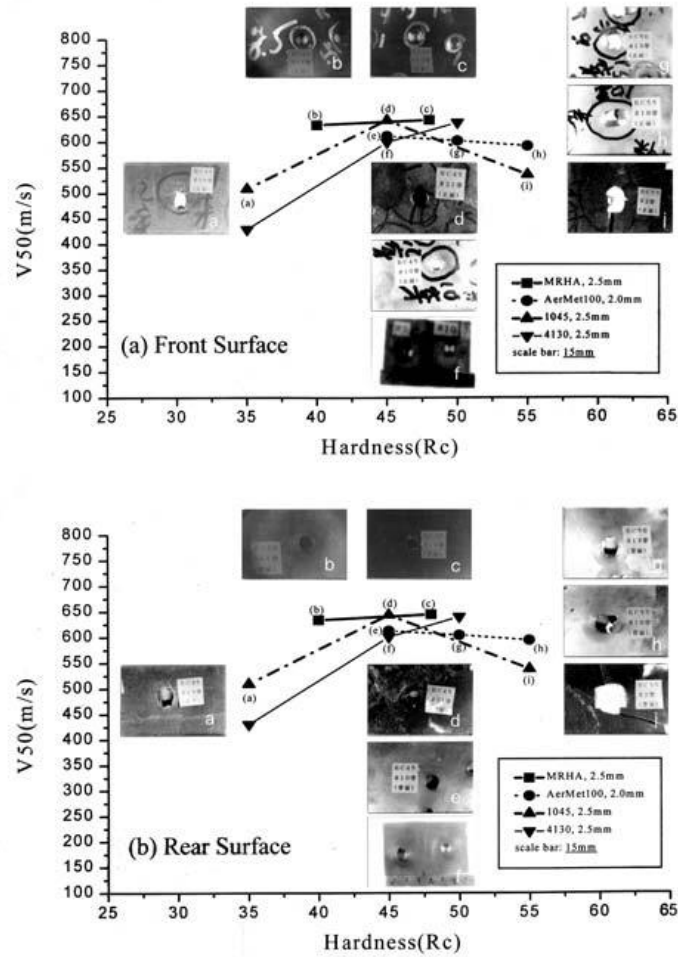 800
750
700
650
600
550
500
450
400
350
300
250
200
150
100
V50(m/s)
b
c
g
h
(b)
(c)
(d)
(e)
(f)
(g)
(h)
(a)
(i)
a
d
i
f
MRHA, 2.5mm
AerMet100, 2.0mm
1045, 2.5mm
4130, 2.5mm
scale bar: 15mm
(a) Front Surface
25 30 35 40 45 50 55 60 65
Hardness(Rc)
800
750
700
650
600
550
500
450
400
350
300
250
200
150
100
V50(m/s)
b
c
h
(b)
(c)
(d)
(e)
(f)
(g)
(h)
(a)
(i)
a
d
e
MRHA, 2.5mm
AerMet100, 2.0mm
1045, 2.5mm
4130, 2.5mm
scale bar: 15mm
(b) Rear Surface
25 30 35 40 45 50 55 60 65
Hardness(Rc)